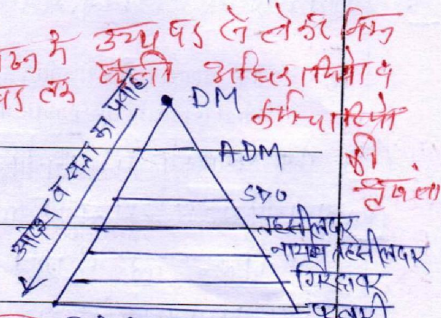 में उच्च पद से लेकर निम्न
पद तक अधिकारियो व
कर्मचारियो
की
श्रृंखला
आदेश व सत्ता का प्रवाह
DM
ADM
SDO
तहसीलदार
नायब तहसीलदार
गिरदावर
पटवारी